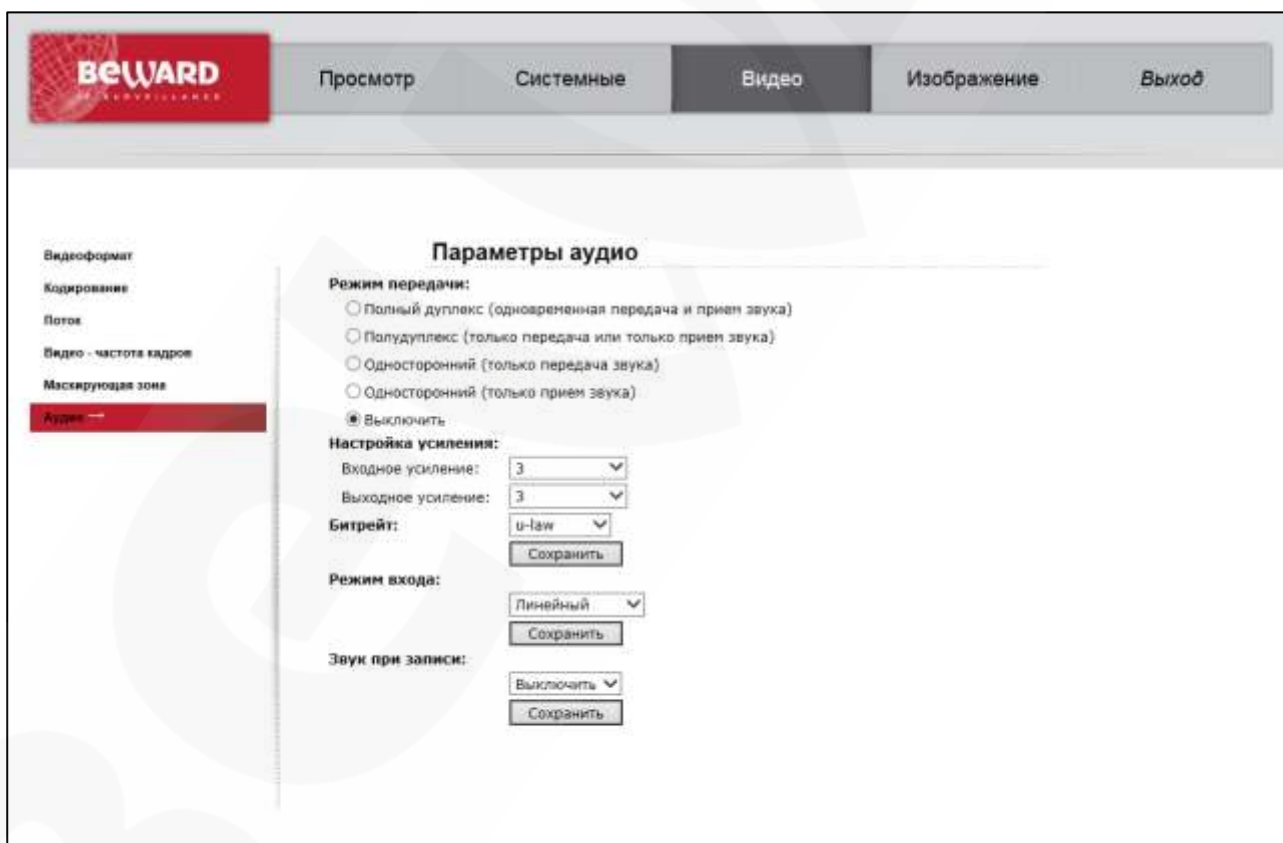 BEWARD
Просмотр Системные Видео Изображение Выход
Видеоформат
Кодирование
Поток
Видео - частота кадров
Маскирующая зона
Аудио →
Параметры аудио
Режим передачи:
Полный дуплекс (одновременная передача и прием звука)
Полудуплекс (только передача или только прием звука)
Односторонний (только передача звука)
Односторонний (только прием звука)
Выключить
Настройка усиления:
Входное усиление: 3
Выходное усиление: 3
Битрейт: u-law
Сохранить
Режим входа:
Линейный
Сохранить
Звук при записи:
Выключить
Сохранить